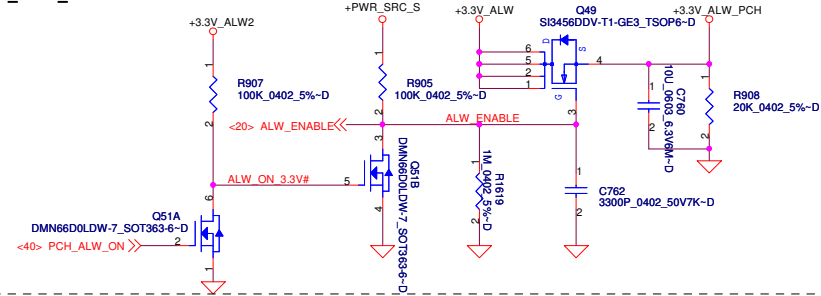 +PWR_SRC_S
+3.3V_ALW
Q49
+3.3V_ALW_PCH
+3.3V_ALW2
SI3456DDV-T1-GE3_TSOP6~D
D
S
6
5
4
2
1
G
3
1
R907
100K_0402_5%~D
2
1
R905
100K_0402_5%~D
2
1
C760
10U_0603_6.3V6M~D
2
1
R908
20K_0402_5%~D
2
<20> ALW_ENABLE
ALW_ENABLE
3
Q51B
DMN66D0LDW-7_SOT363-6~D
5
4
ALW_ON_3.3V#
1
R1619
1M_0402_5%~D
2
1
C762
3300P_0402_50V7K~D
2
6
Q51A
DMN66D0LDW-7_SOT363-6~D
<40> PCH_ALW_ON
2
1